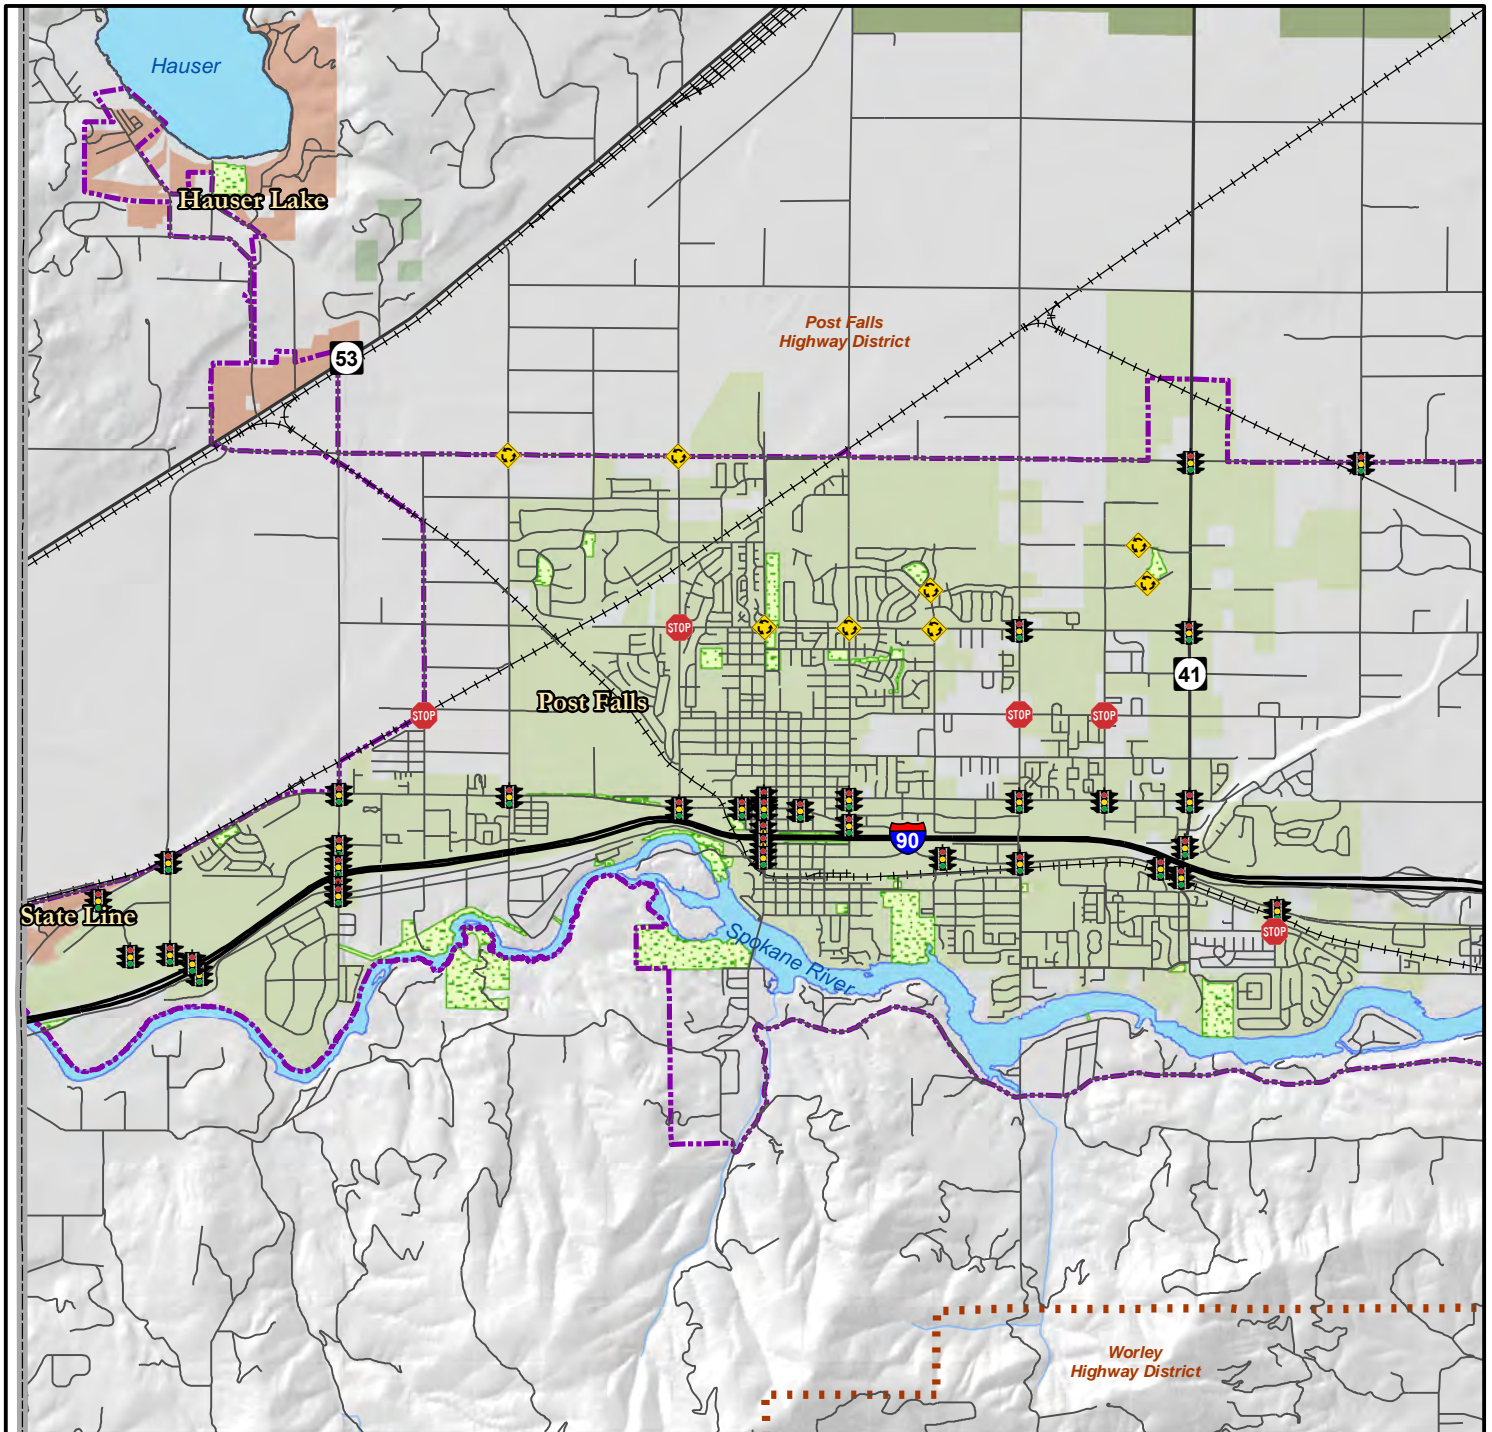 Hauser
Hauser Lake
Post Falls
Highway District
53
STOP
41
Post Falls
STOP
STOP
STOP
90
State Line
STOP
Spokane River
Worley
Highway District